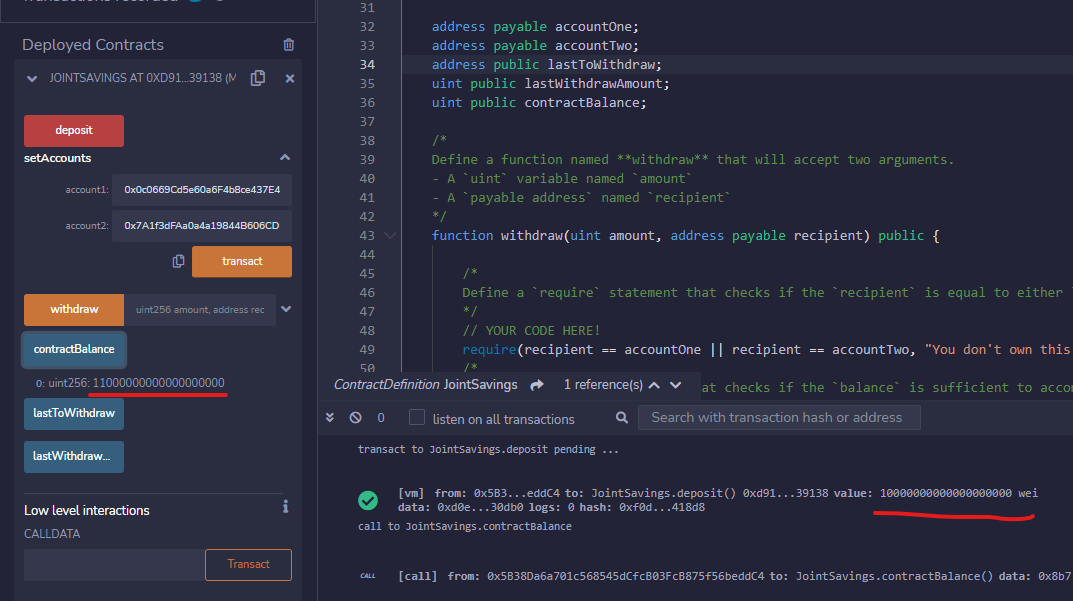 Deployed Contracts
JOINTSAVINGS AT 0XD91...39138 (M
deposit
setAccounts
account1: 0x0c0669Cd5e60a6F4b8ce437E4
account2: 0x7A1f3dFAa0a4a19844B606CD
transact
withdraw uint256 amount, address rec
contractBalance
0: uint256: 11000000000000000000
lastToWithdraw
lastWithdraw...
Low level interactions i
CALLDATA
Transact
31
32 address payable accountOne;
33 address payable accountTwo;
34 address public lastToWithdraw;
35 uint public lastWithdrawAmount;
36 uint public contractBalance;
37
38 /*
39 Define a function named **withdraw** that will accept two arguments.
40 - A `uint` variable named `amount`
41 - A `payable address` named `recipient`
42 */
43 function withdraw(uint amount, address payable recipient) public {
44
45 /*
46 Define a `require` statement that checks if the `recipient` is equal to either `
47 */
48 // YOUR CODE HERE!
49 require(recipient == accountOne || recipient == accountTwo, "You don't own this
50 /*
ContractDefinition JointSavings 1 reference(s) at checks if the `balance` is sufficient to acco
0 listen on all transactions Search with transaction hash or address
transact to JointSavings.deposit pending ...
[vm] from: 0x5B3...eddC4 to: JointSavings.deposit() 0xd91...39138 value: 10000000000000000000 wei
data: 0xd0e...30db0 logs: 0 hash: 0xf0d...418d8
call to JointSavings.contractBalance
CALL [call] from: 0x5B38Da6a701c568545dCfcB03FcB875f56beddC4 to: JointSavings.contractBalance() data: 0x8b7